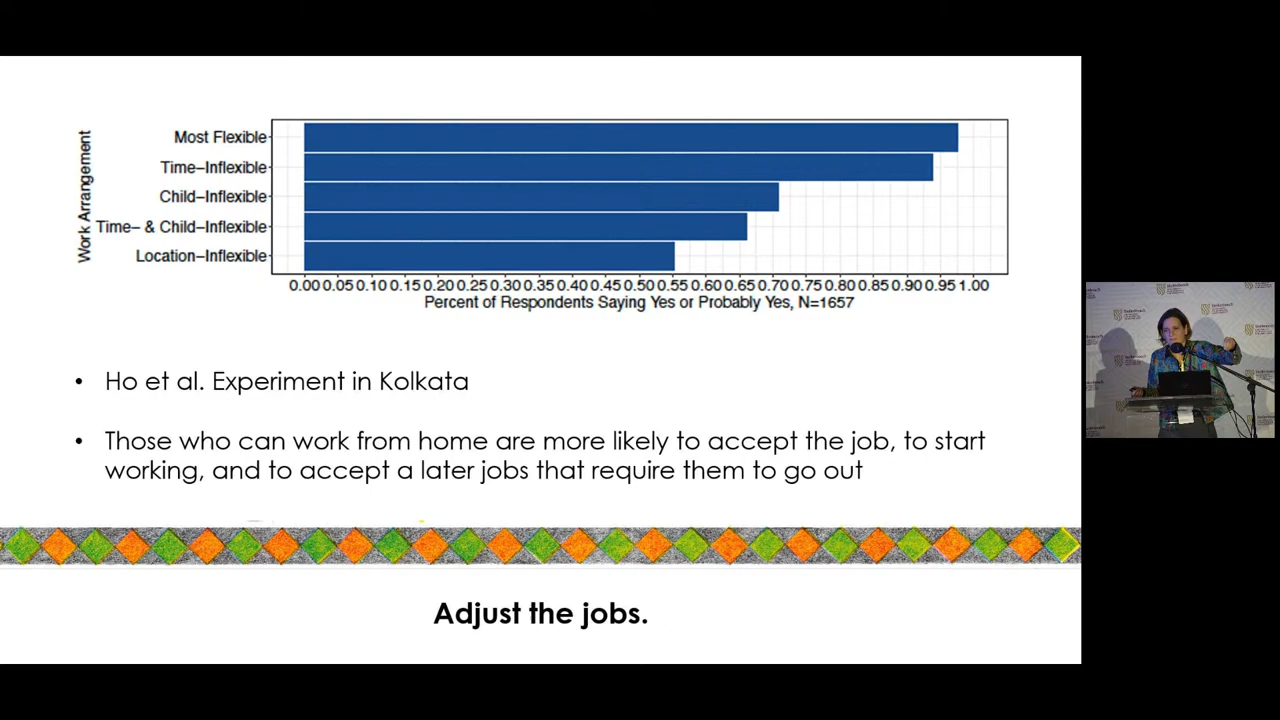 Work Arrangement
Most Flexible
Time–Inflexible
Child–Inflexible
Time– & Child–Inflexible
Location–Inflexible
0.00 0.05 0.10 0.15 0.20 0.25 0.30 0.35 0.40 0.45 0.50 0.55 0.60 0.65 0.70 0.75 0.80 0.85 0.90 0.95 1.00
Percent of Respondents Saying Yes or Probably Yes, N=1657
• Ho et al. Experiment in Kolkata
• Those who can work from home are more likely to accept the job, to start
working, and to accept a later jobs that require them to go out
Adjust the jobs.